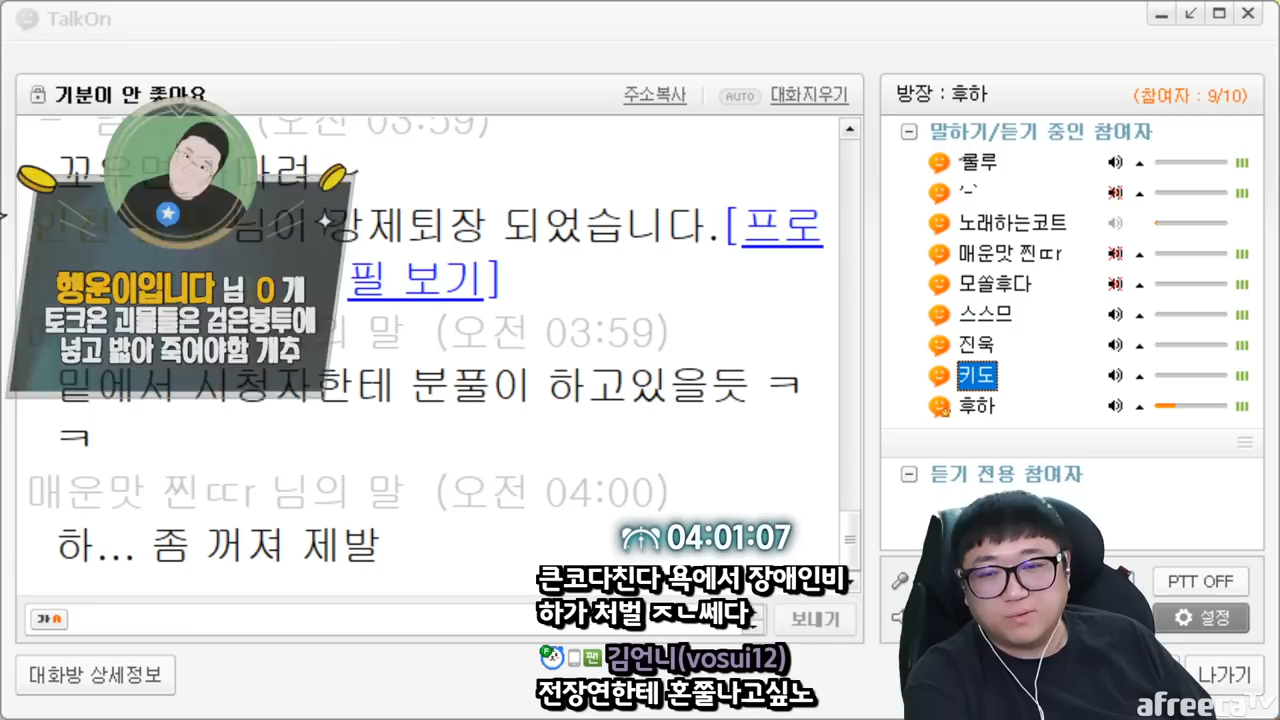 TalkOn
기분이 안 좋아요
주소복사
AUTO
대화지우기
(오전 03:59)
님이 강제퇴장 되었습니다.[프로
필 보기]
행운이입니다 님 0 개
토크온 괴물들은 검은봉투에
넣고 밟아 죽어야함 개추
의 말 (오전 03:59)
밑에서 시청자한테 분풀이 하고있을듯 ㅋ
ㅋ
매운맛 찐ㄸr 님의 말 (오전 04:00)
하... 좀 꺼져 제발
가
보내기
대화방 상세정보
방장 : 후하
(참여자 : 9/10)
말하기/듣기 중인 참여자
룰루
노래하는코트
매운맛 찐ㄸr
모쏠후다
스스므
진욱
키도
후하
듣기 전용 참여자
04:01:07
큰코다친다 욕에서 장애인비
하가 처벌 ㅈㄴ쎄다
김언니(vosui12)
전장연한테 혼쭐나고싶노
PTT OFF
설정
나가기
afreecaTV